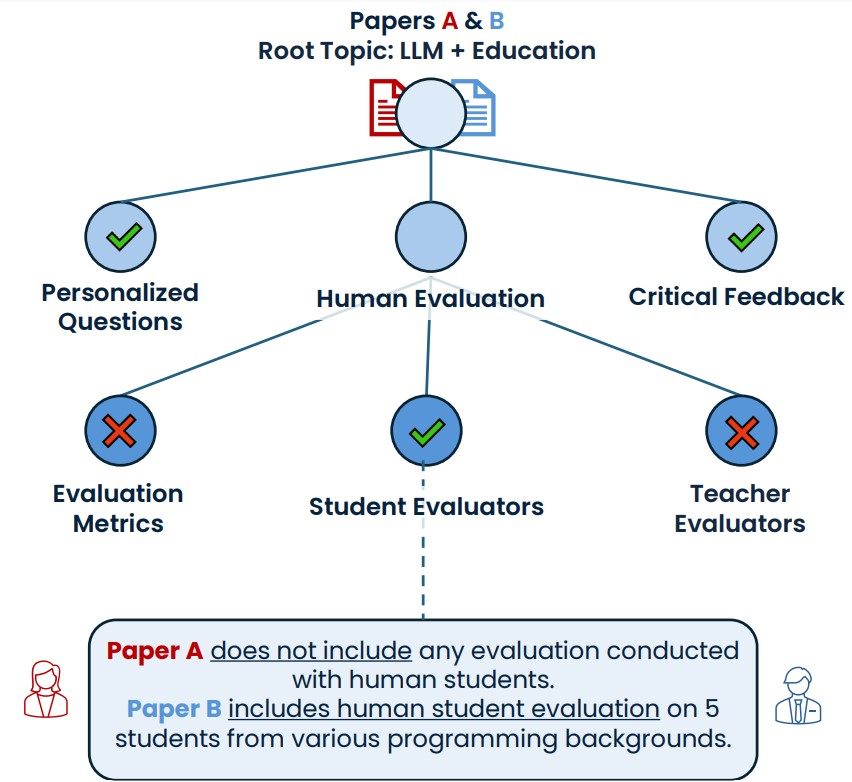 Papers A & B
Root Topic: LLM + Education
Personalized
Questions
Human Evaluation
Critical Feedback
Evaluation
Metrics
Student Evaluators
Teacher
Evaluators
Paper A does not include any evaluation conducted
with human students.
Paper B includes human student evaluation on 5
students from various programming backgrounds.